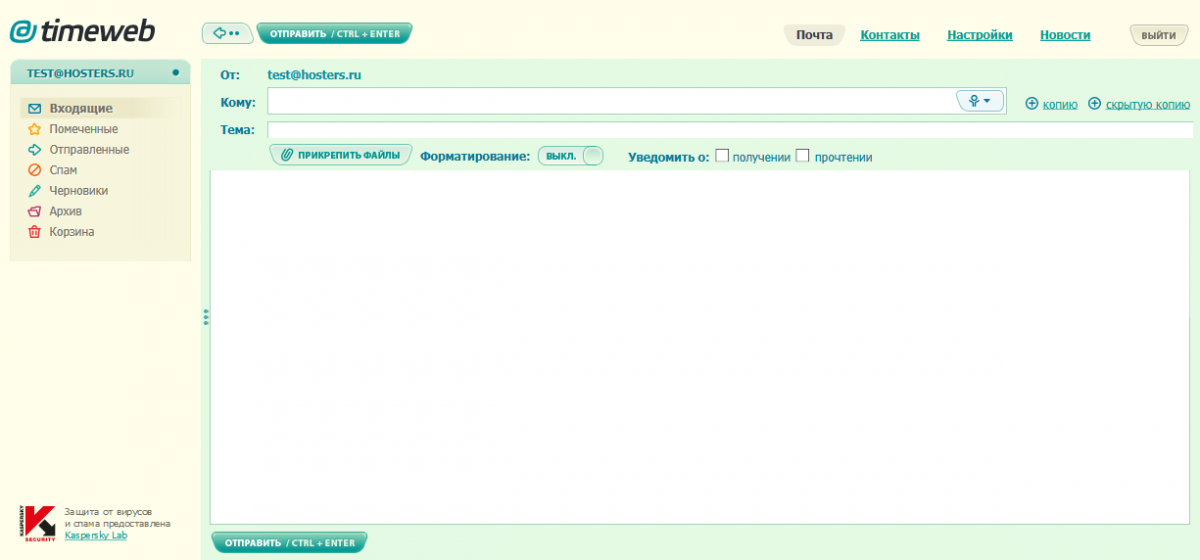 timeweb
ОТПРАВИТЬ / CTRL + ENTER
Почта Контакты Настройки Новости ВЫЙТИ
TEST@HOSTERS.RU
Входящие
Помеченные
Отправленные
Спам
Черновики
Архив
Корзина
От: test@hosters.ru
Кому: копию скрытую копию
Тема:
ПРИКРЕПИТЬ ФАЙЛЫ Форматирование: ВЫКЛ. Уведомить о: получении прочтении
KASPERSKY
SECURITY
Защита от вирусов
и спама предоставлена
Kaspersky Lab
ОТПРАВИТЬ / CTRL + ENTER